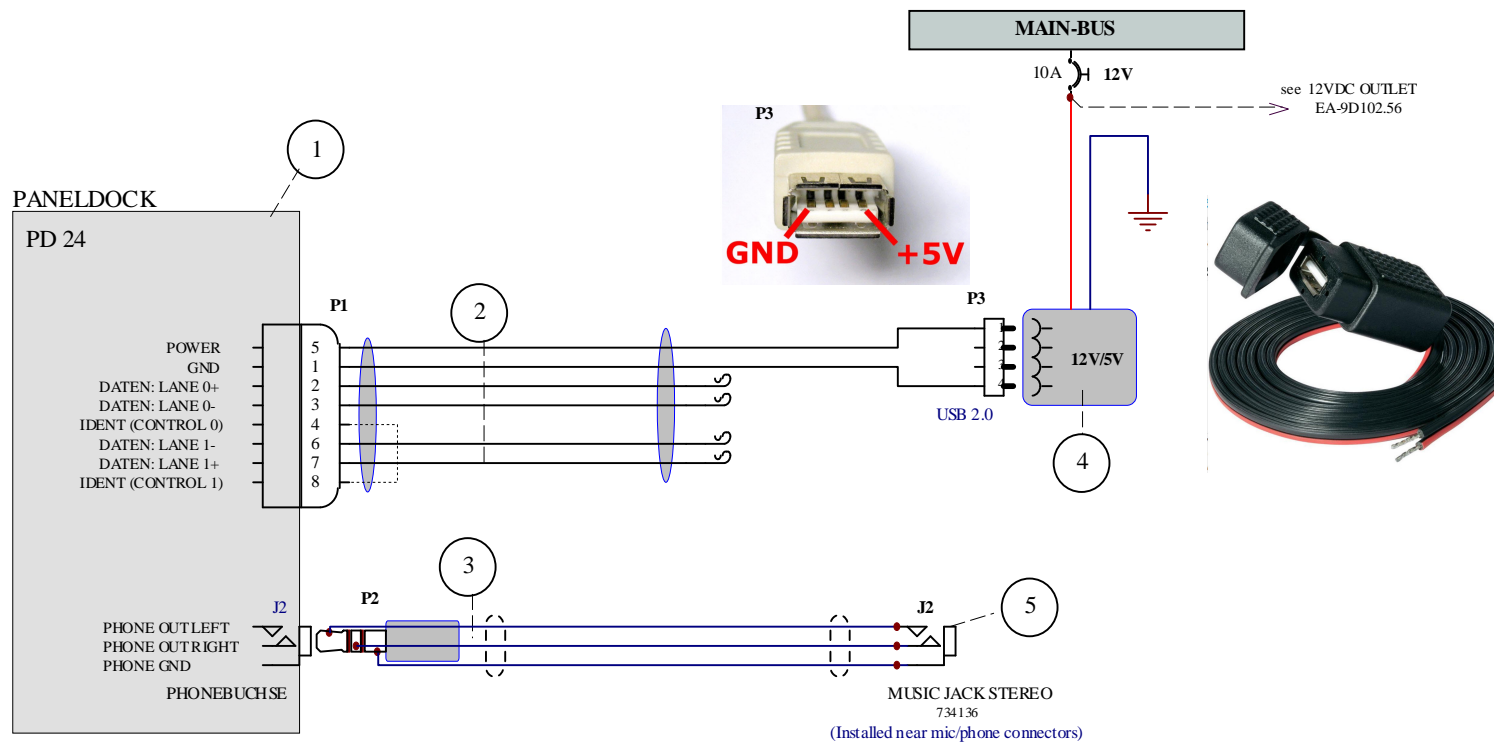 MAIN-BUS
10A
12V
see 12VDC OUTLET
EA-9D102.56
P3
GND
+5V
1
PANELDOCK
PD 24
P1
2
P3
POWER
5
GND
1
DATEN: LANE 0+
2
DATEN: LANE 0-
3
IDENT (CONTROL 0)
4
DATEN: LANE 1-
6
DATEN: LANE 1+
7
IDENT (CONTROL 1)
8
1
2
3
4
12V/5V
USB 2.0
4
3
5
J2
P2
J2
PHONE OUT LEFT
PHONE OUT RIGHT
PHONE GND
PHONEBUCHSE
MUSIC JACK STEREO
734136
(Installed near mic/phone connectors)